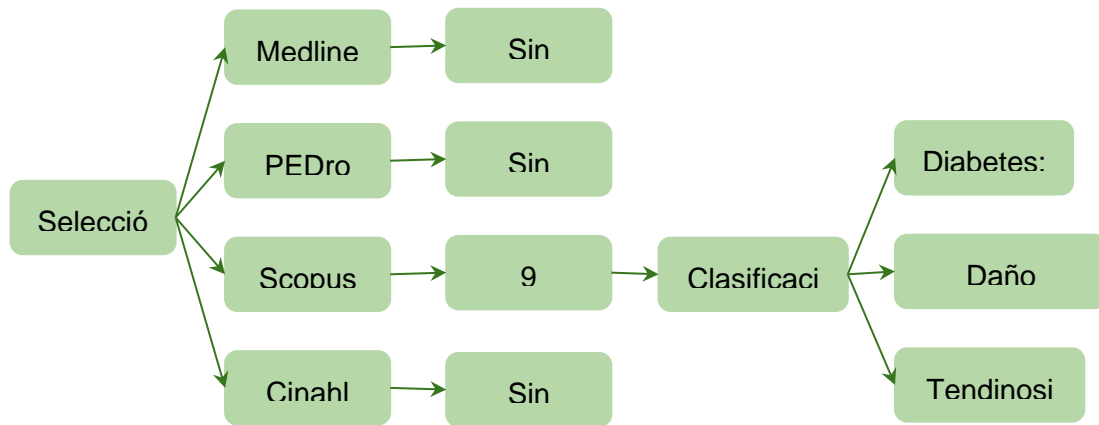 Selecció
Medline
Sin
PEDro
Sin
Scopus
9
Clasificaci
Cinahl
Sin
Diabetes:
Daño
Tendinosi